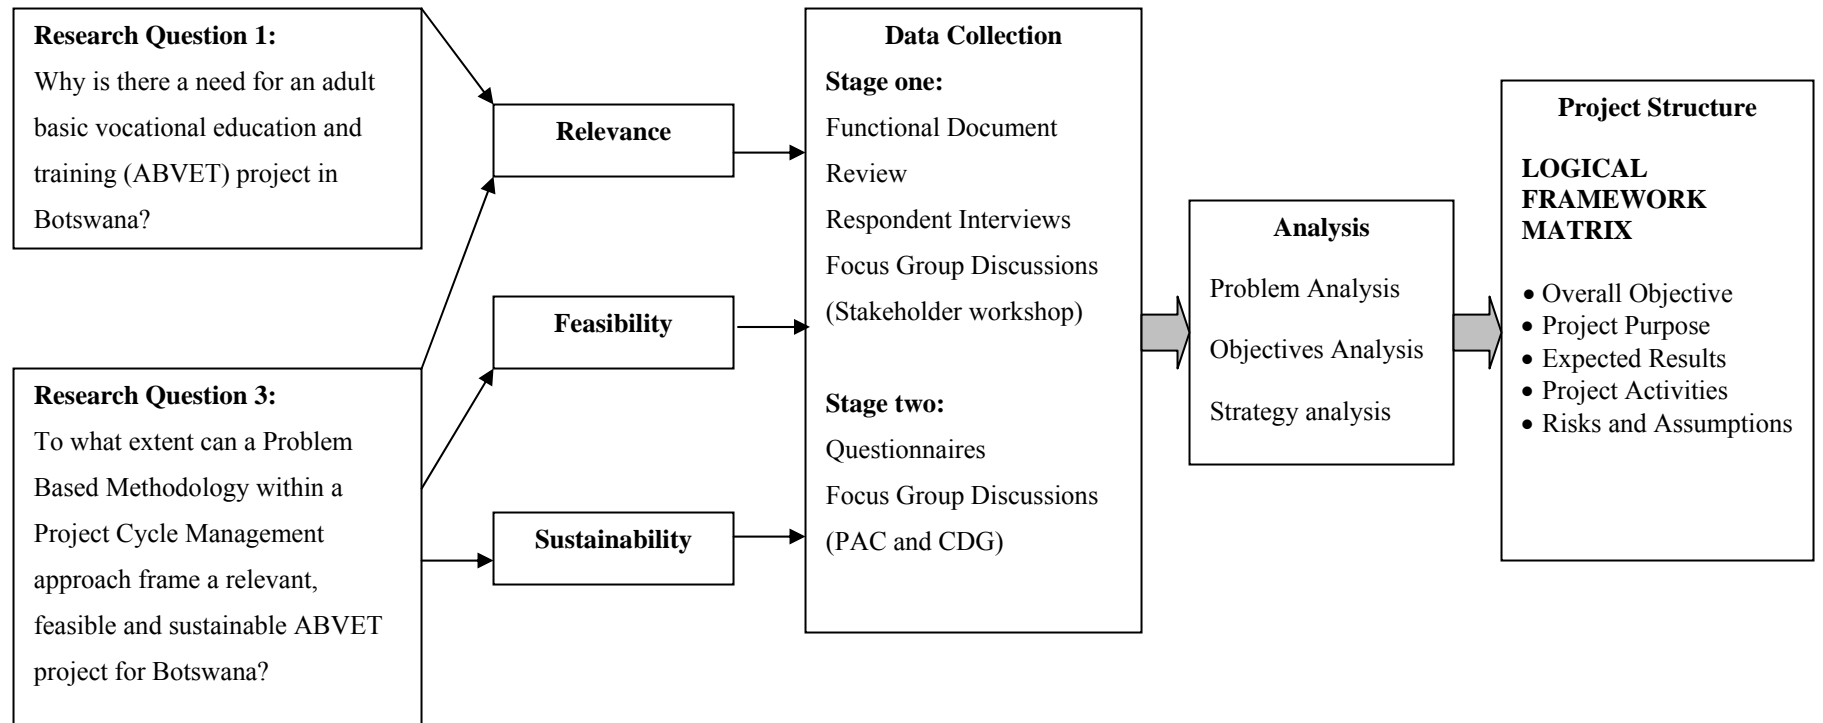 Research Question 1:
Why is there a need for an adult
basic vocational education and
training (ABVET) project in
Botswana?
Research Question 3:
To what extent can a Problem
Based Methodology within a
Project Cycle Management
approach frame a relevant,
feasible and sustainable ABVET
project for Botswana?
Relevance
Feasibility
Sustainability
Data Collection
Stage one:
Functional Document
Review
Respondent Interviews
Focus Group Discussions
(Stakeholder workshop)
Stage two:
Questionnaires
Focus Group Discussions
(PAC and CDG)
Analysis
Problem Analysis
Objectives Analysis
Strategy analysis
Project Structure
LOGICAL
FRAMEWORK
MATRIX
• Overall Objective
• Project Purpose
• Expected Results
• Project Activities
• Risks and Assumptions